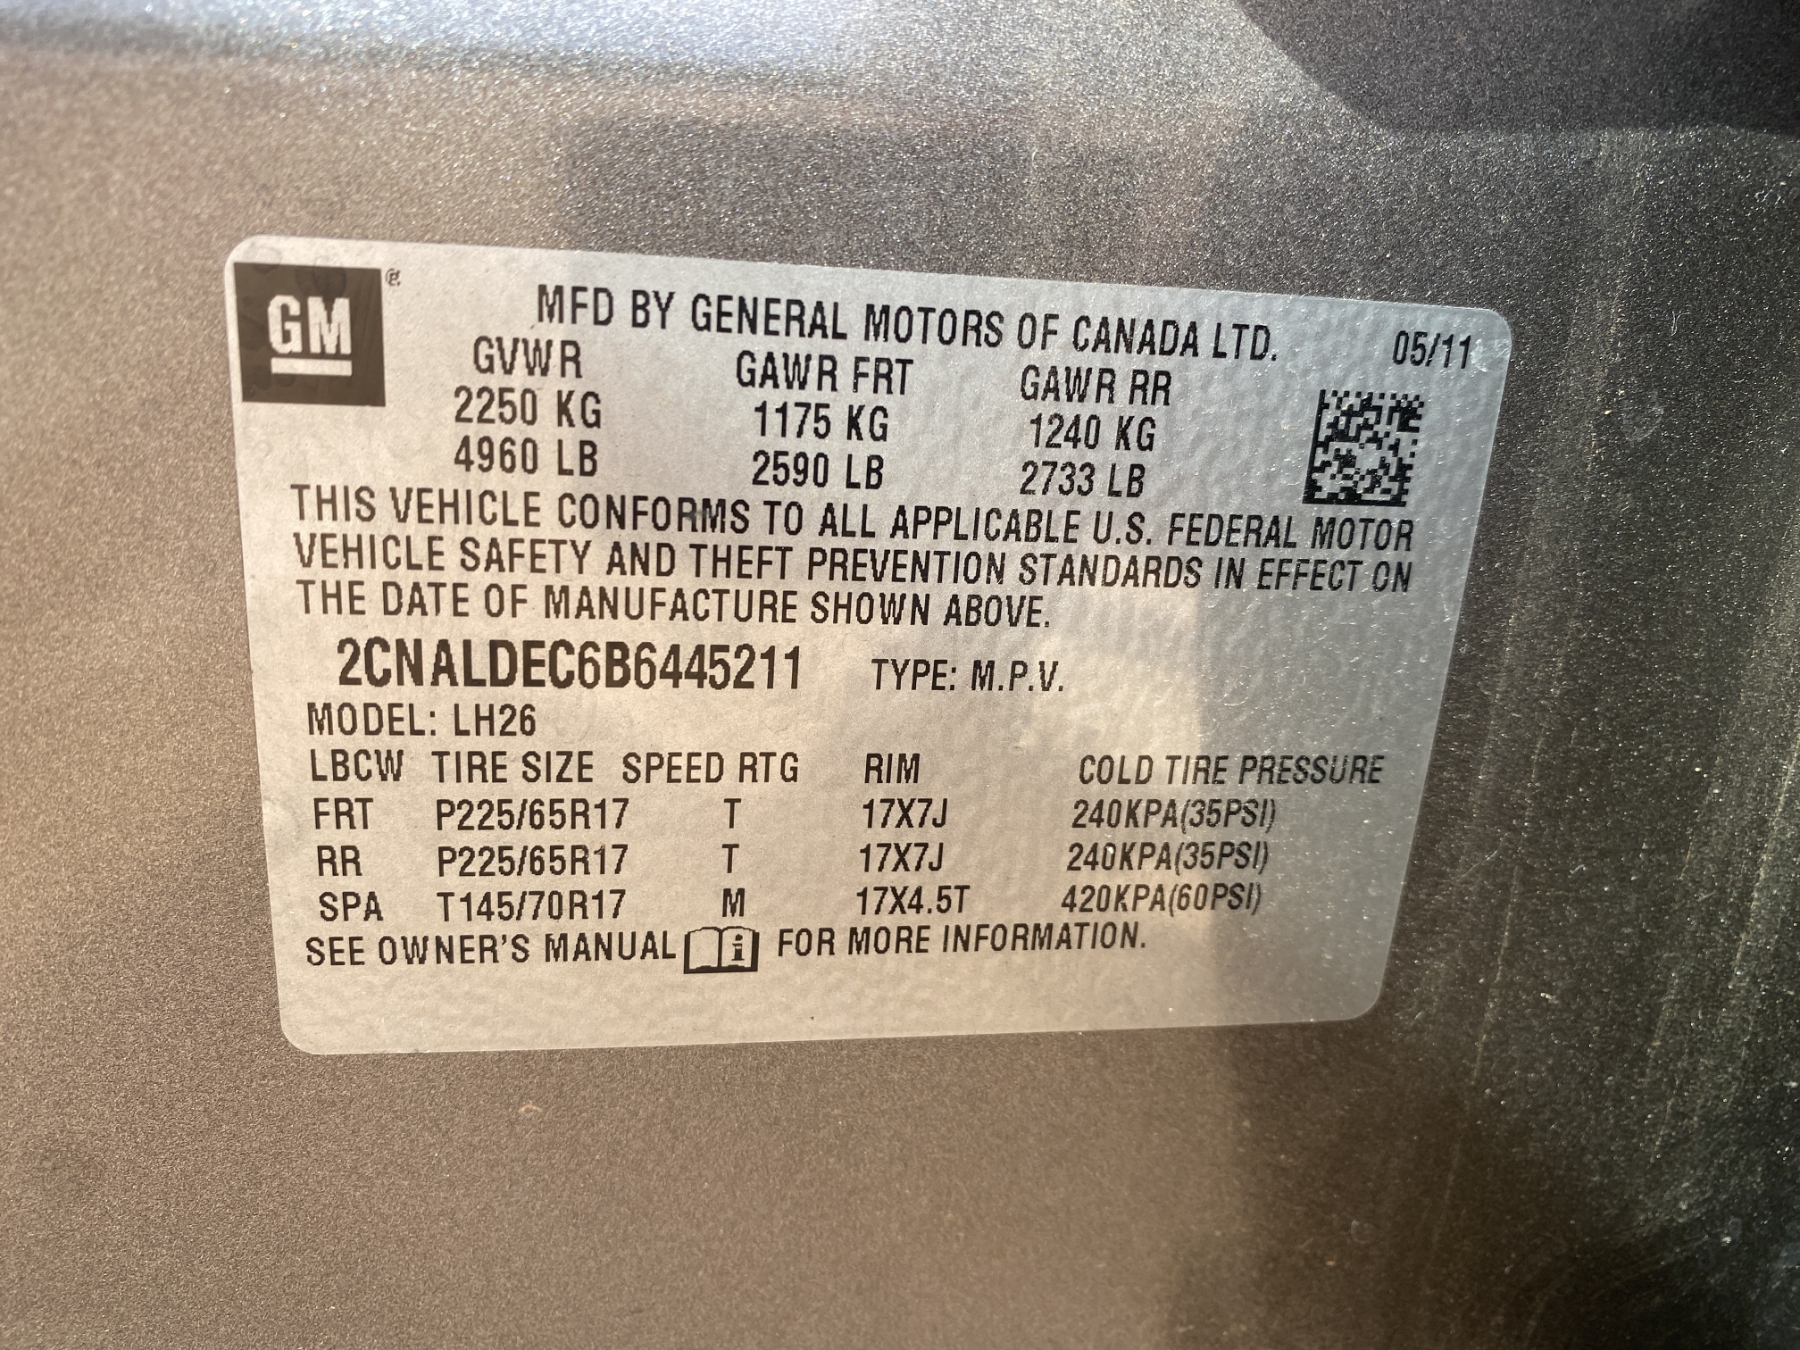 GM ®
MFD BY GENERAL MOTORS OF CANADA LTD. 05/11
GVWR GAWR FRT GAWR RR
2250 KG 1175 KG 1240 KG
4960 LB 2590 LB 2733 LB
THIS VEHICLE CONFORMS TO ALL APPLICABLE U.S. FEDERAL MOTOR
VEHICLE SAFETY AND THEFT PREVENTION STANDARDS IN EFFECT ON
THE DATE OF MANUFACTURE SHOWN ABOVE.
2CNALDEC6B6445211 TYPE: M.P.V.
MODEL: LH26
LBCW TIRE SIZE SPEED RTG RIM COLD TIRE PRESSURE
FRT P225/65R17 T 17X7J 240KPA(35PSI)
RR P225/65R17 T 17X7J 240KPA(35PSI)
SPA T145/70R17 M 17X4.5T 420KPA(60PSI)
SEE OWNER'S MANUAL i FOR MORE INFORMATION.